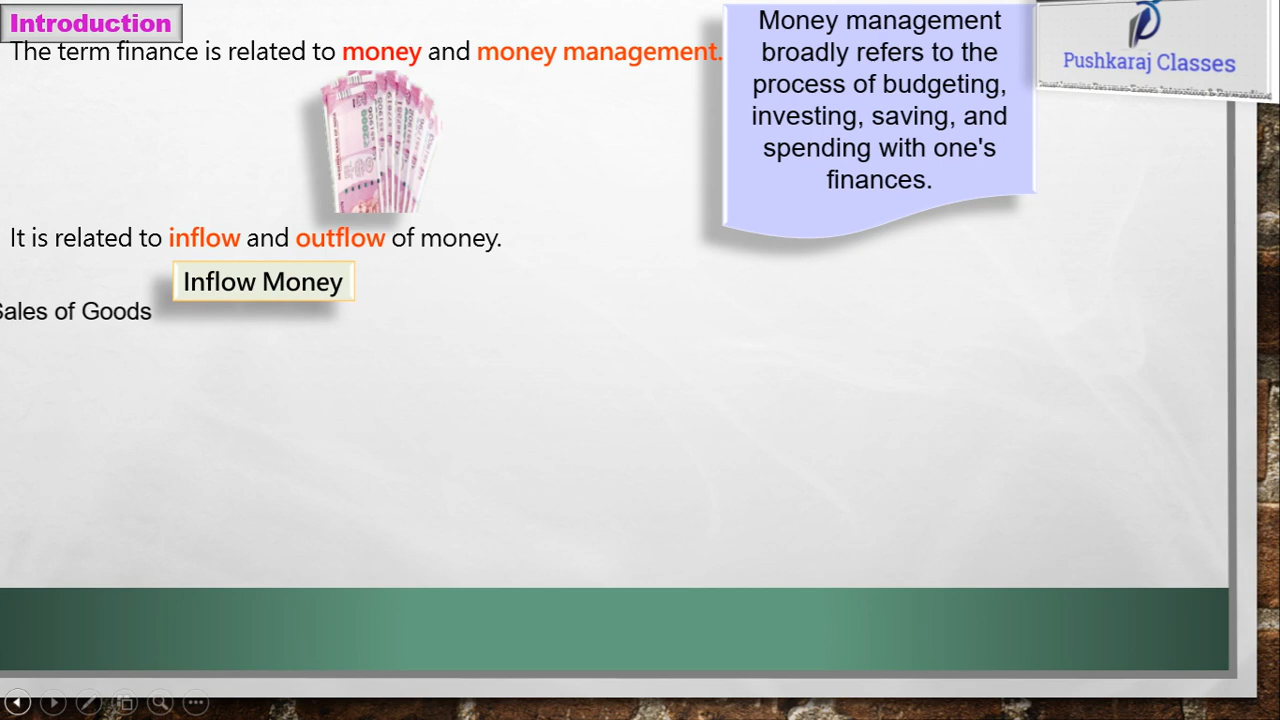 Introduction
The term finance is related to money and money management.
Money management
broadly refers to the
process of budgeting,
investing, saving, and
spending with one's
finances.
Pushkaraj Classes
It is related to inflow and outflow of money.
Inflow Money
Sales of Goods